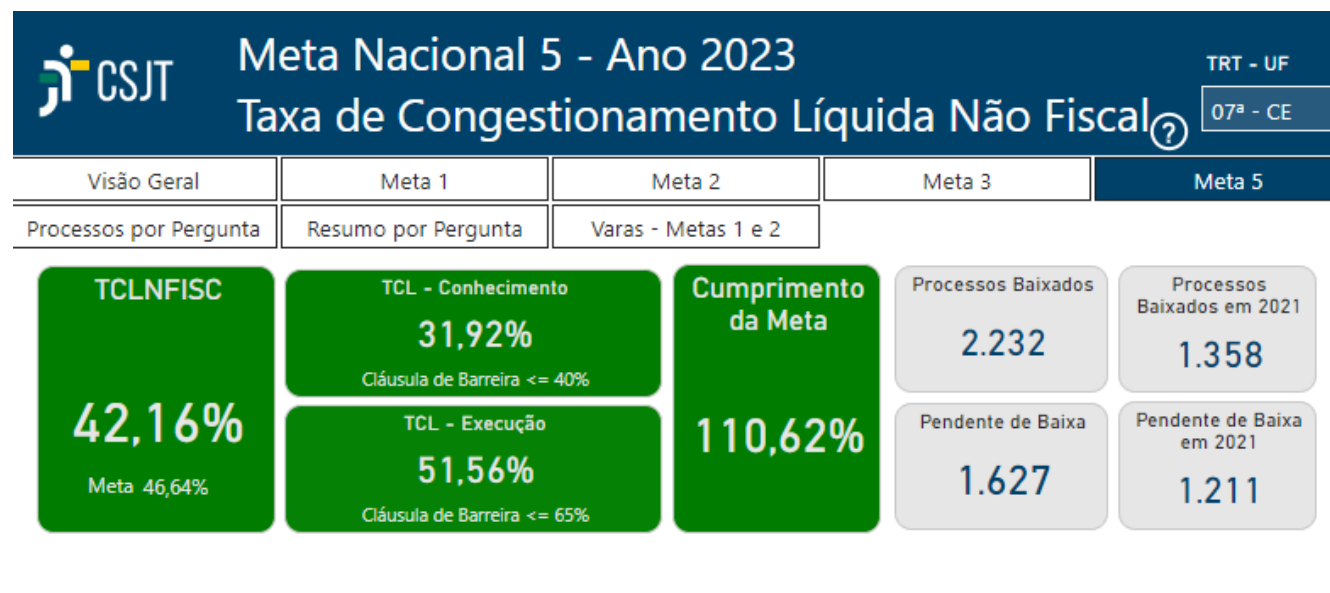 CSJT
Meta Nacional 5 - Ano 2023
Taxa de Congestionamento Líquida Não Fiscal
?
TRT - UF
07ª - CE
Visão Geral
Meta 1
Meta 2
Meta 3
Meta 5
Processos por Pergunta
Resumo por Pergunta
Varas - Metas 1 e 2
TCLNFISC
42,16%
Meta 46,64%
TCL - Conhecimento
31,92%
Cláusula de Barreira <= 40%
TCL - Execução
51,56%
Cláusula de Barreira <= 65%
Cumprimento
da Meta
110,62%
Processos Baixados
2.232
Processos
Baixados em 2021
1.358
Pendente de Baixa
1.627
Pendente de Baixa
em 2021
1.211